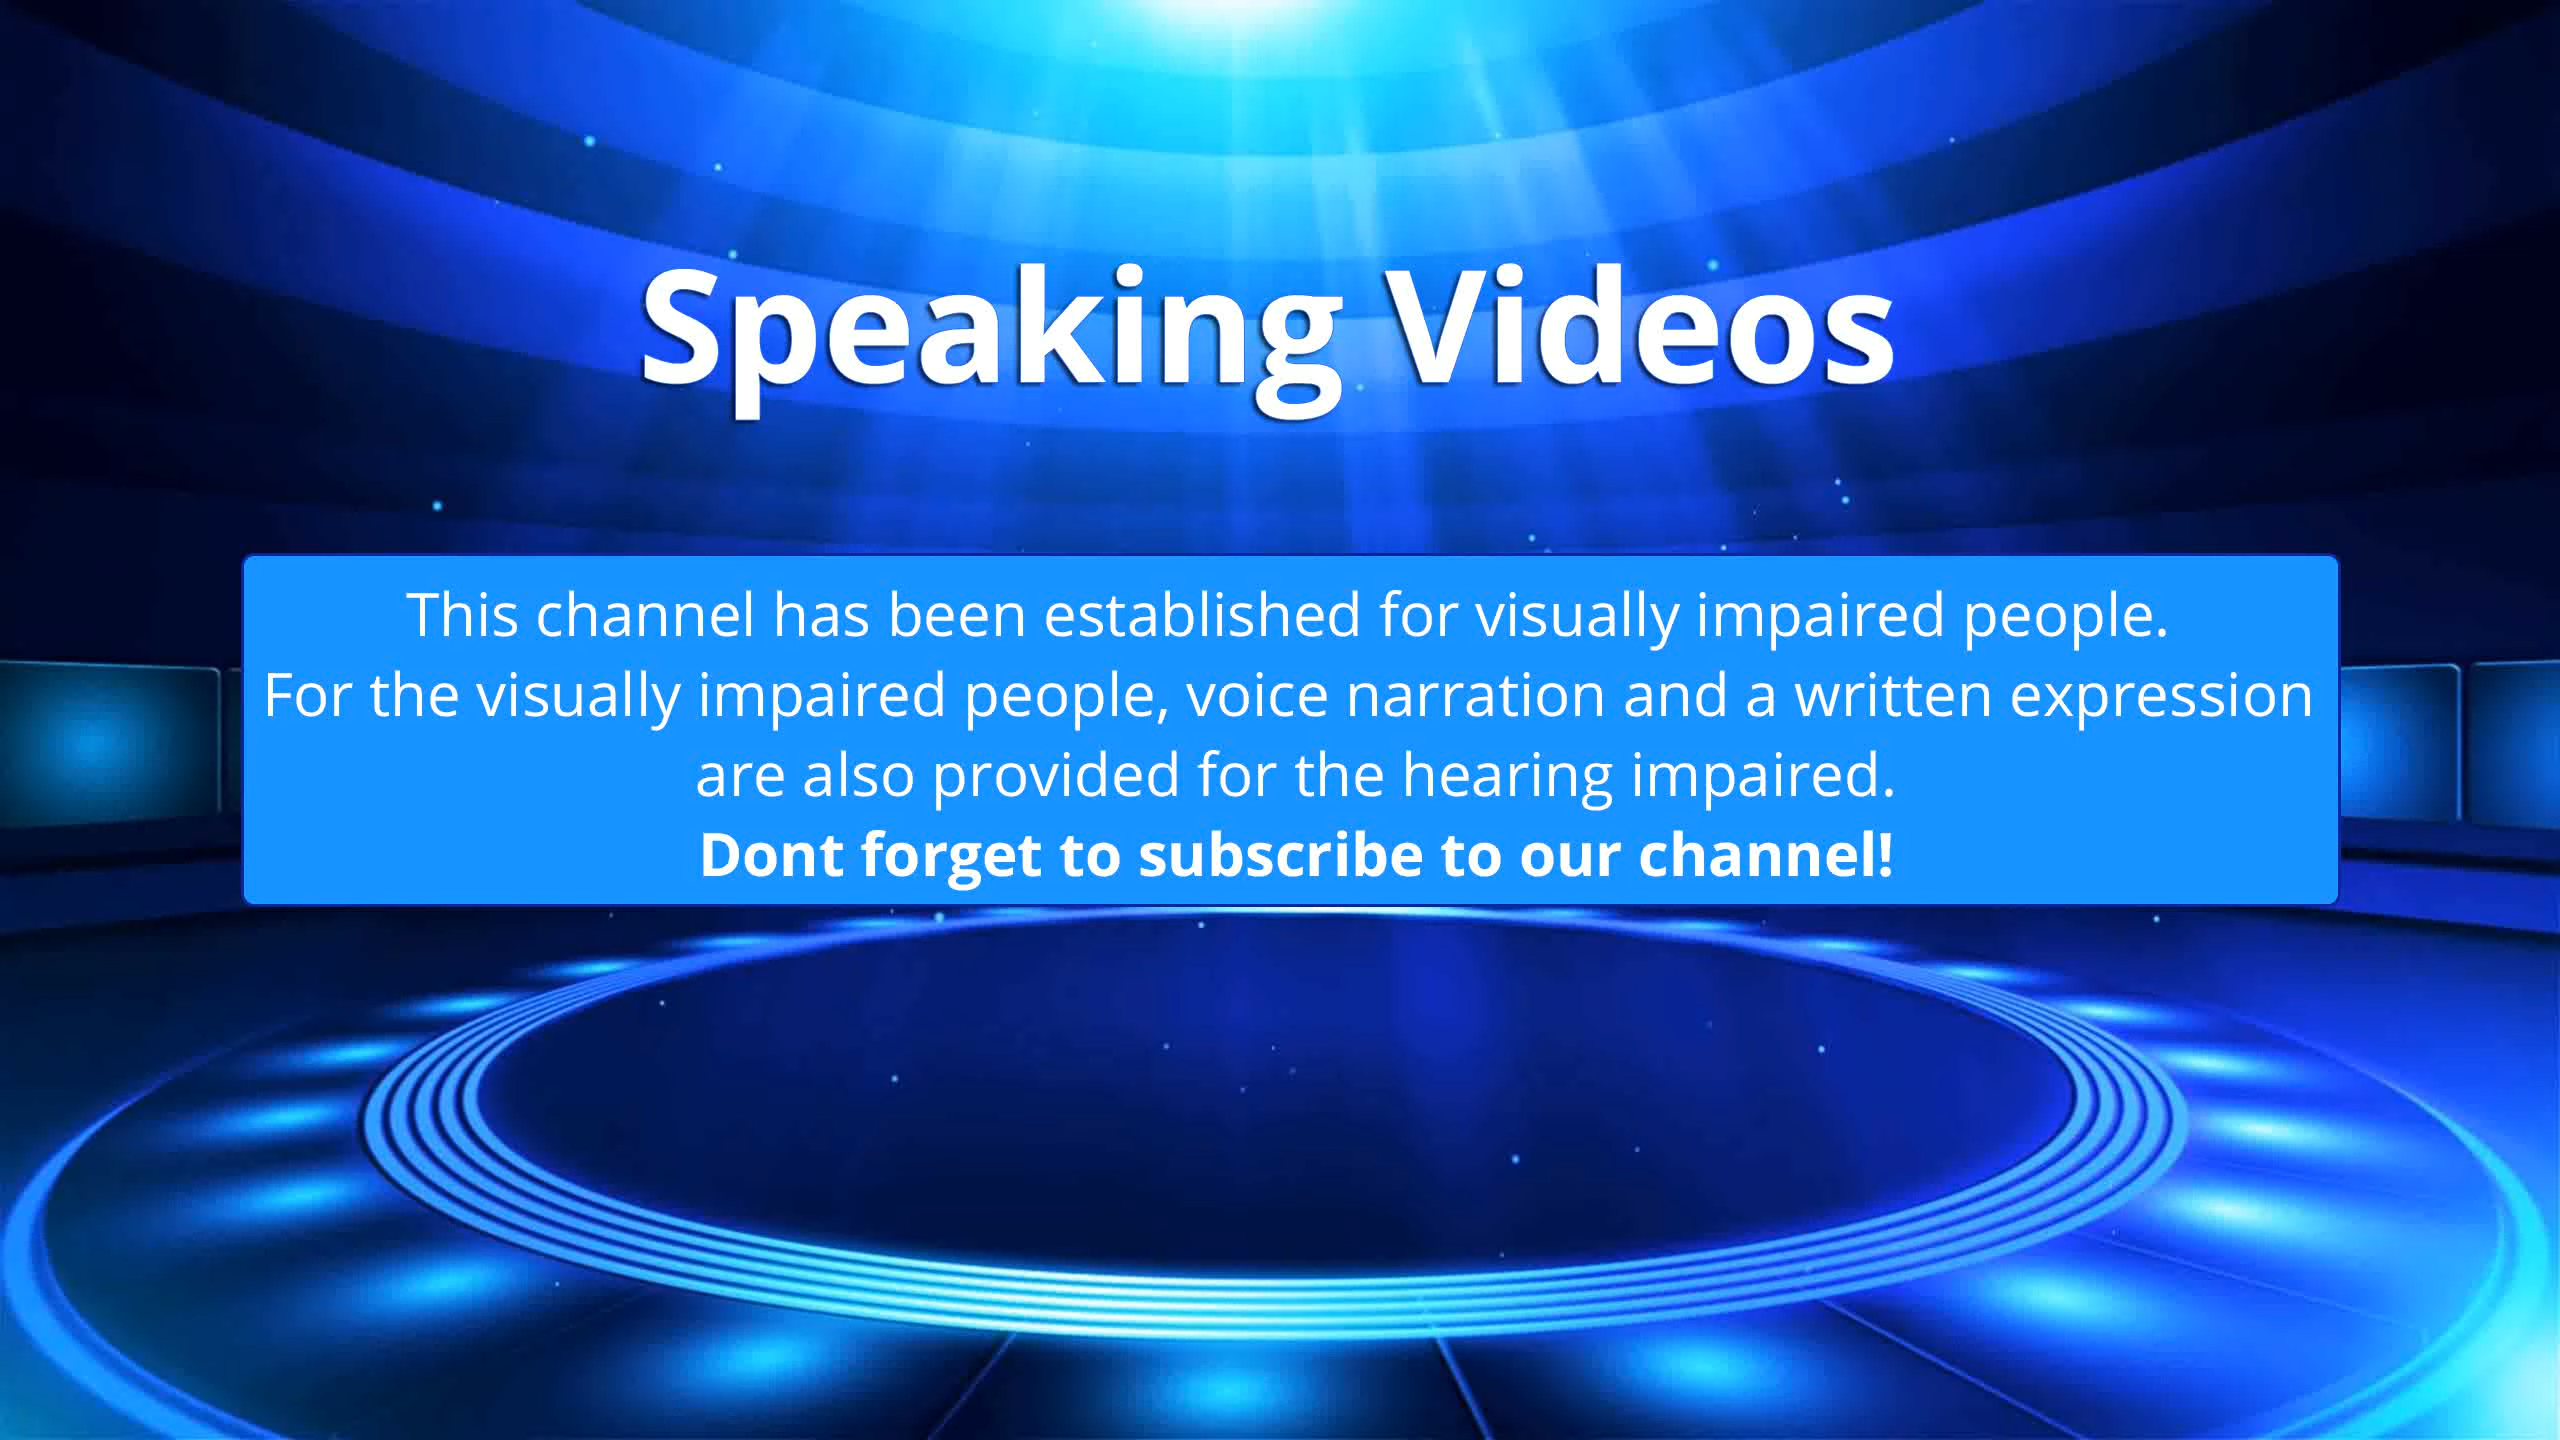 Speaking Videos
This channel has been established for visually impaired people.
For the visually impaired people, voice narration and a written expression
are also provided for the hearing impaired.
Dont forget to subscribe to our channel!